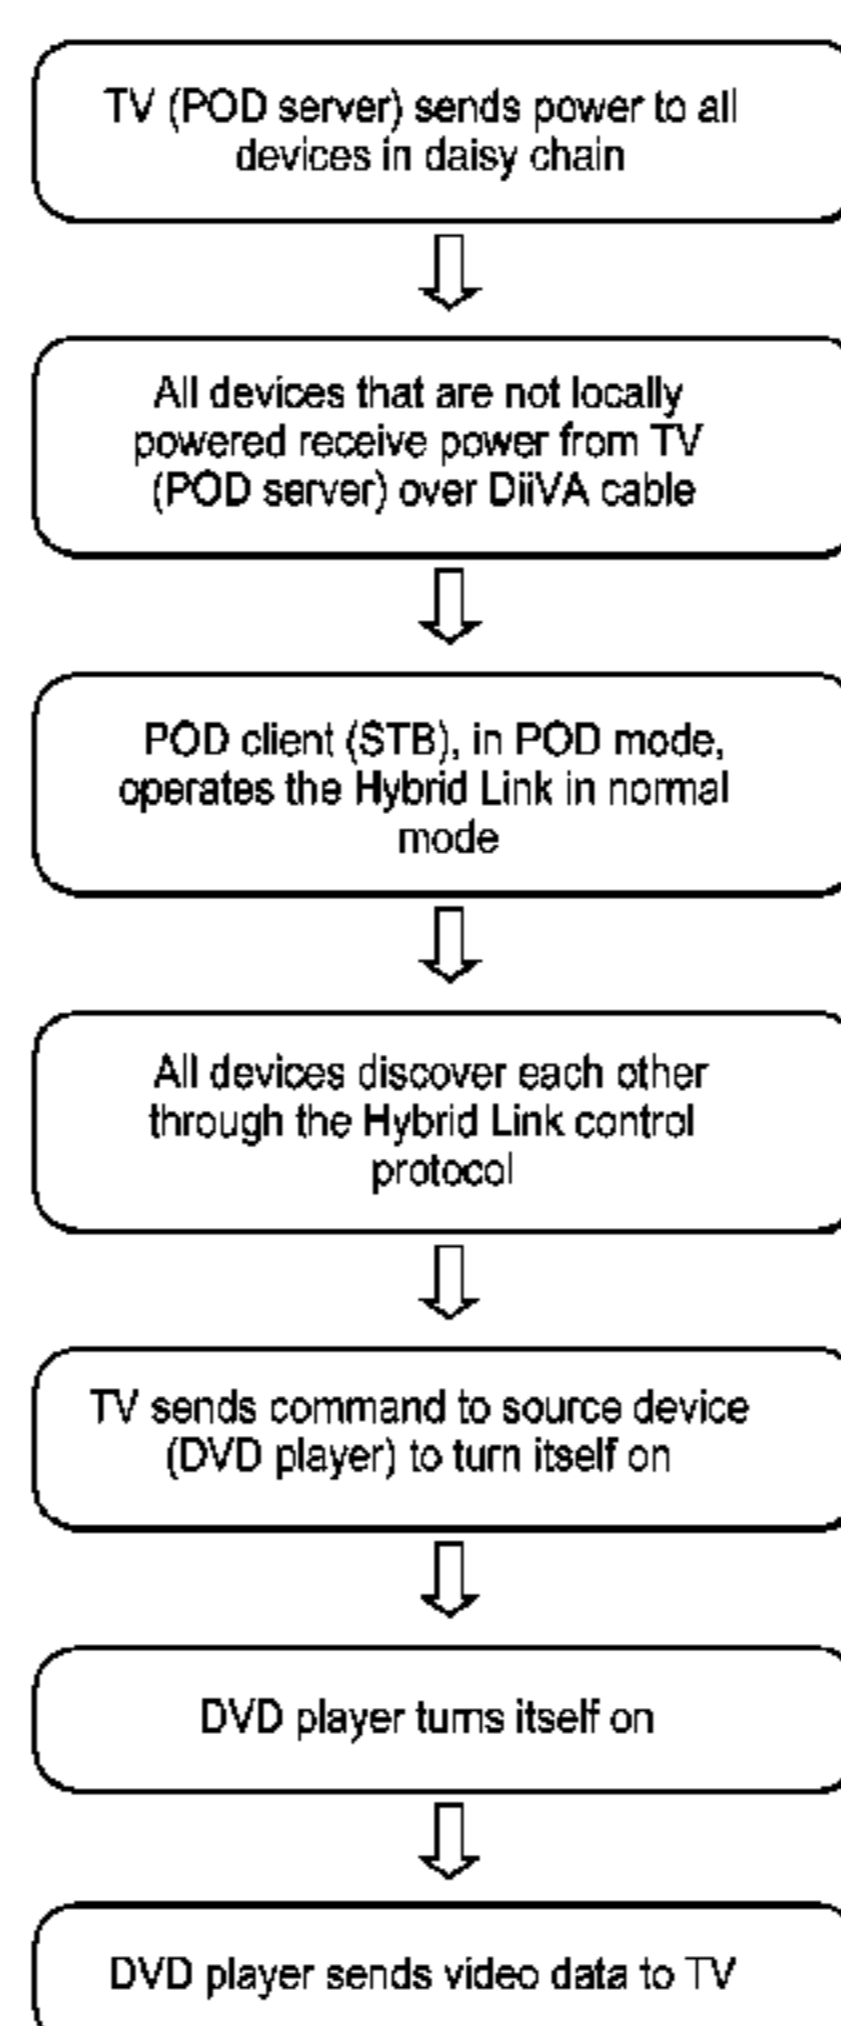 TV (POD server) sends power to all
devices in daisy chain
All devices that are not locally
powered receive power from TV
(POD server) over DiiVA cable
POD client (STB), in POD mode,
operates the Hybrid Link in normal
mode
All devices discover each other
through the Hybrid Link control
protocol
TV sends command to source device
(DVD player) to turn itself on
DVD player turns itself on
DVD player sends video data to TV